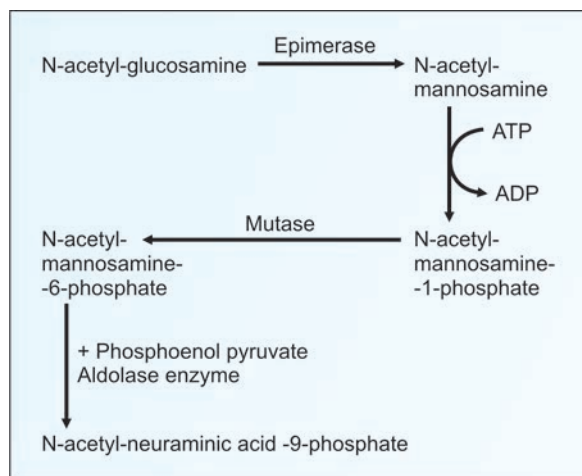 N-acetyl-glucosamine
Epimerase
N-acetyl-
mannosamine
ATP
ADP
N-acetyl-
mannosamine-
-1-phosphate
Mutase
N-acetyl-
mannosamine-
-6-phosphate
+ Phosphoenol pyruvate
Aldolase enzyme
N-acetyl-neuraminic acid -9-phosphate